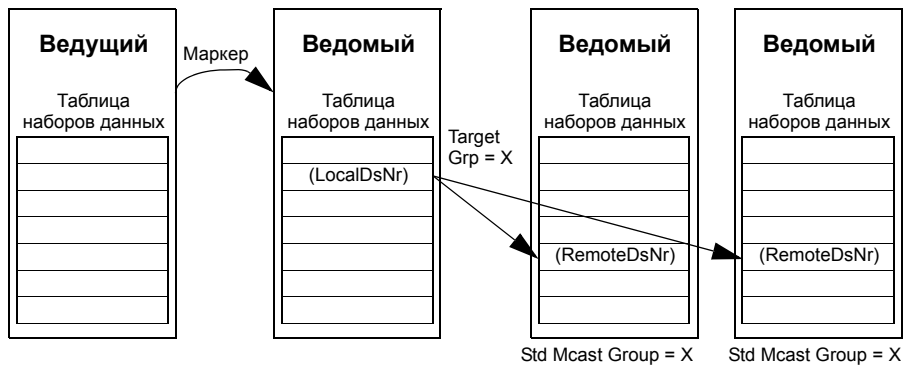 Ведущий
Маркер
Ведомый
Ведомый
Ведомый
Таблица
наборов данных
Таблица
наборов данных
Таблица
наборов данных
Таблица
наборов данных
Target
Grp = X
(LocalDsNr)
(RemoteDsNr)
(RemoteDsNr)
Std Mcast Group = X
Std Mcast Group = X